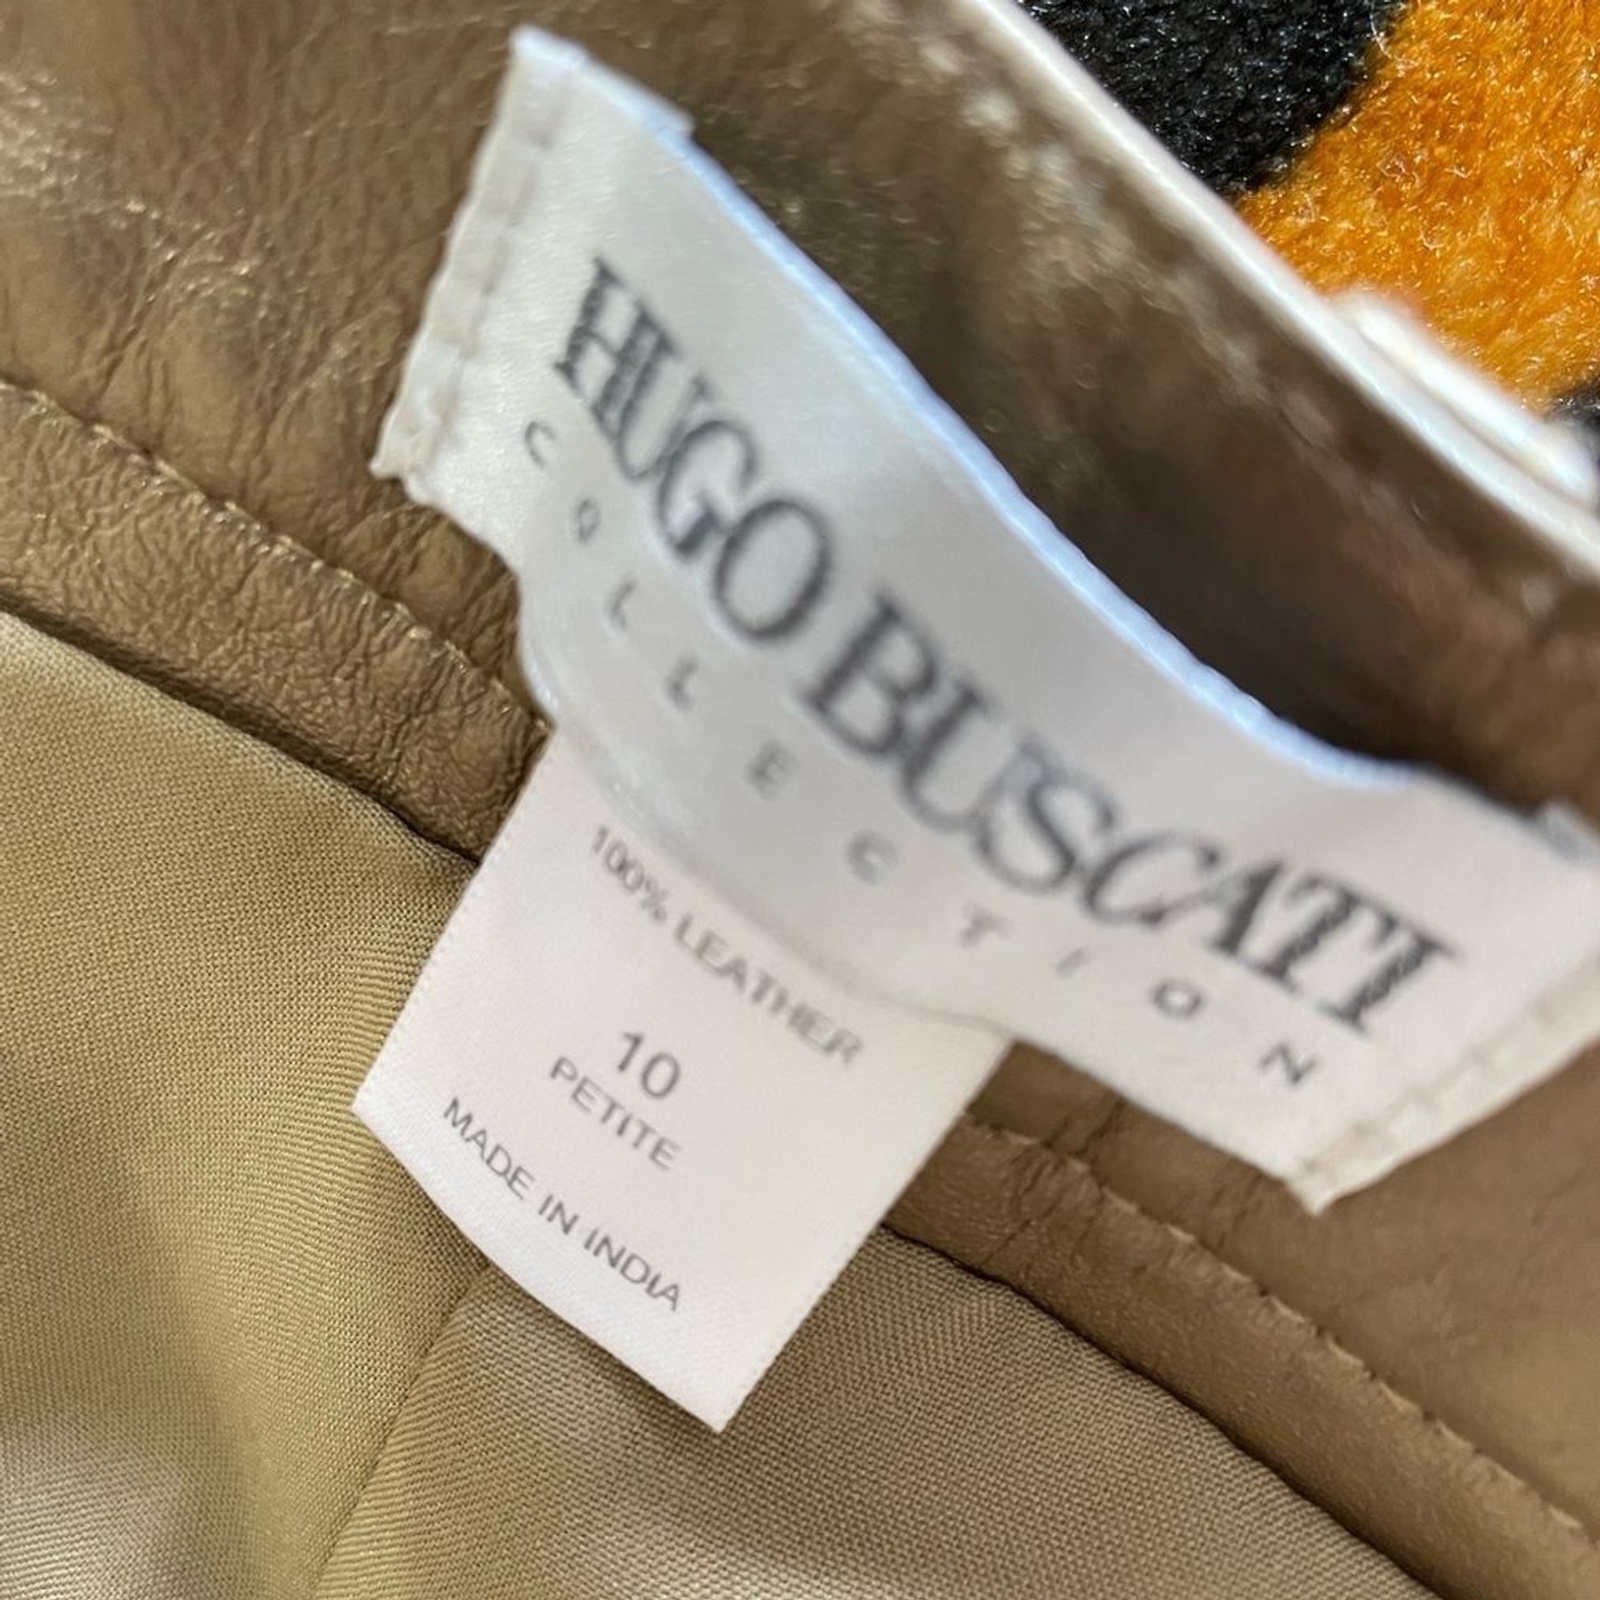 HUGO BUSCATI
COLLECTION
100% LEATHER
10
PETITE
MADE IN INDIA